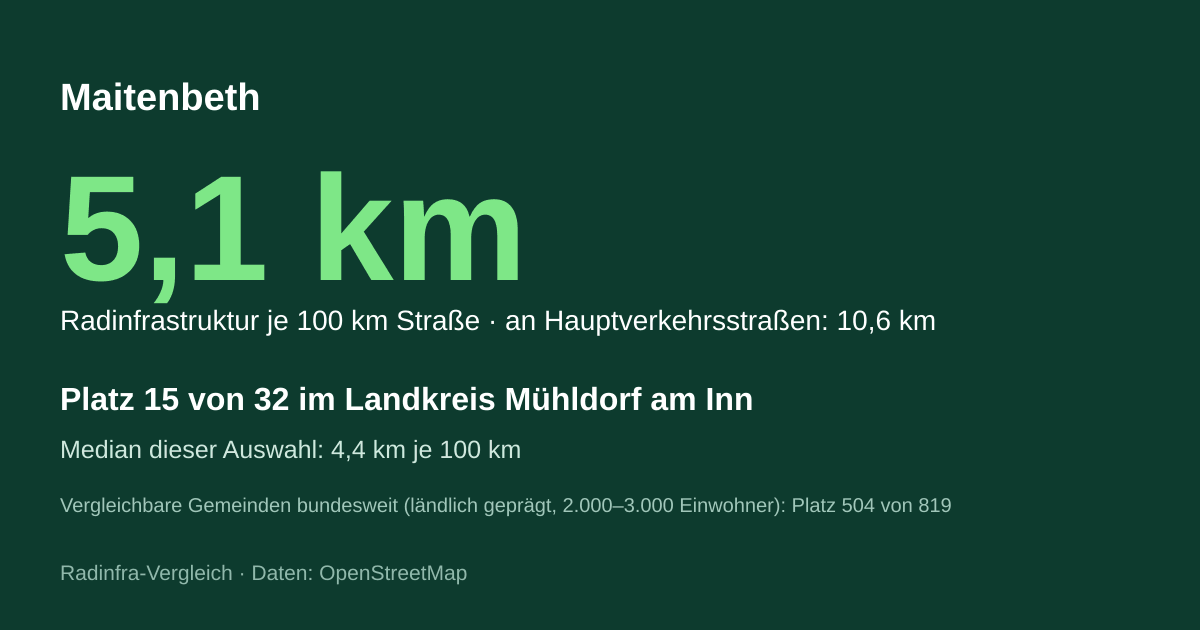 Maitenbeth
5,1 km
Radinfrastruktur je 100 km Straße · an Hauptverkehrsstraßen: 10,6 km
Platz 15 von 32 im Landkreis Mühldorf am Inn
Median dieser Auswahl: 4,4 km je 100 km
Vergleichbare Gemeinden bundesweit (ländlich geprägt, 2.000–3.000 Einwohner): Platz 504 von 819
Radinfra-Vergleich · Daten: OpenStreetMap